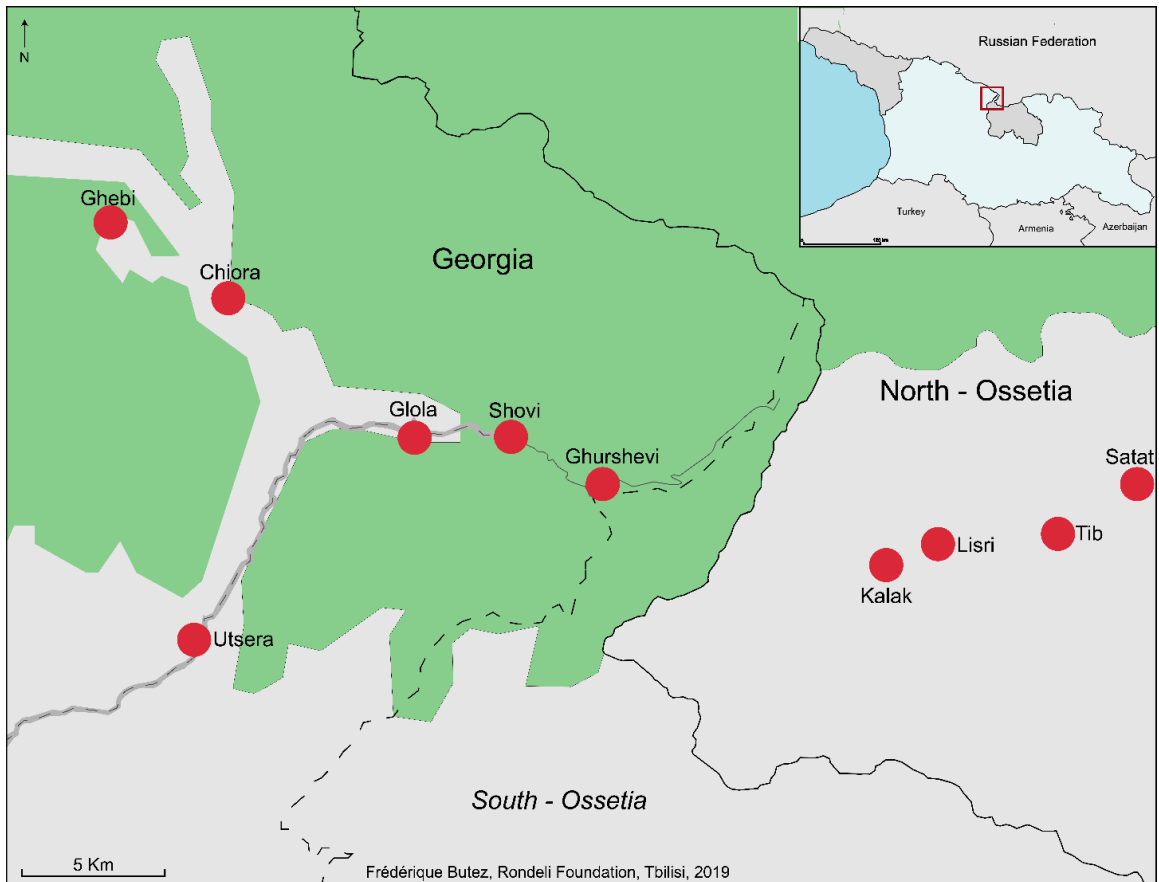 N
Russian Federation
Turkey
Armenia
Azerbaijan
Ghebi
Chiora
Georgia
North - Ossetia
Glola
Shovi
Ghurshevi
Satat
Lisri
Tib
Kalak
Utsera
South - Ossetia
5 Km
Frédérique Butez, Rondeli Foundation, Tbilisi, 2019